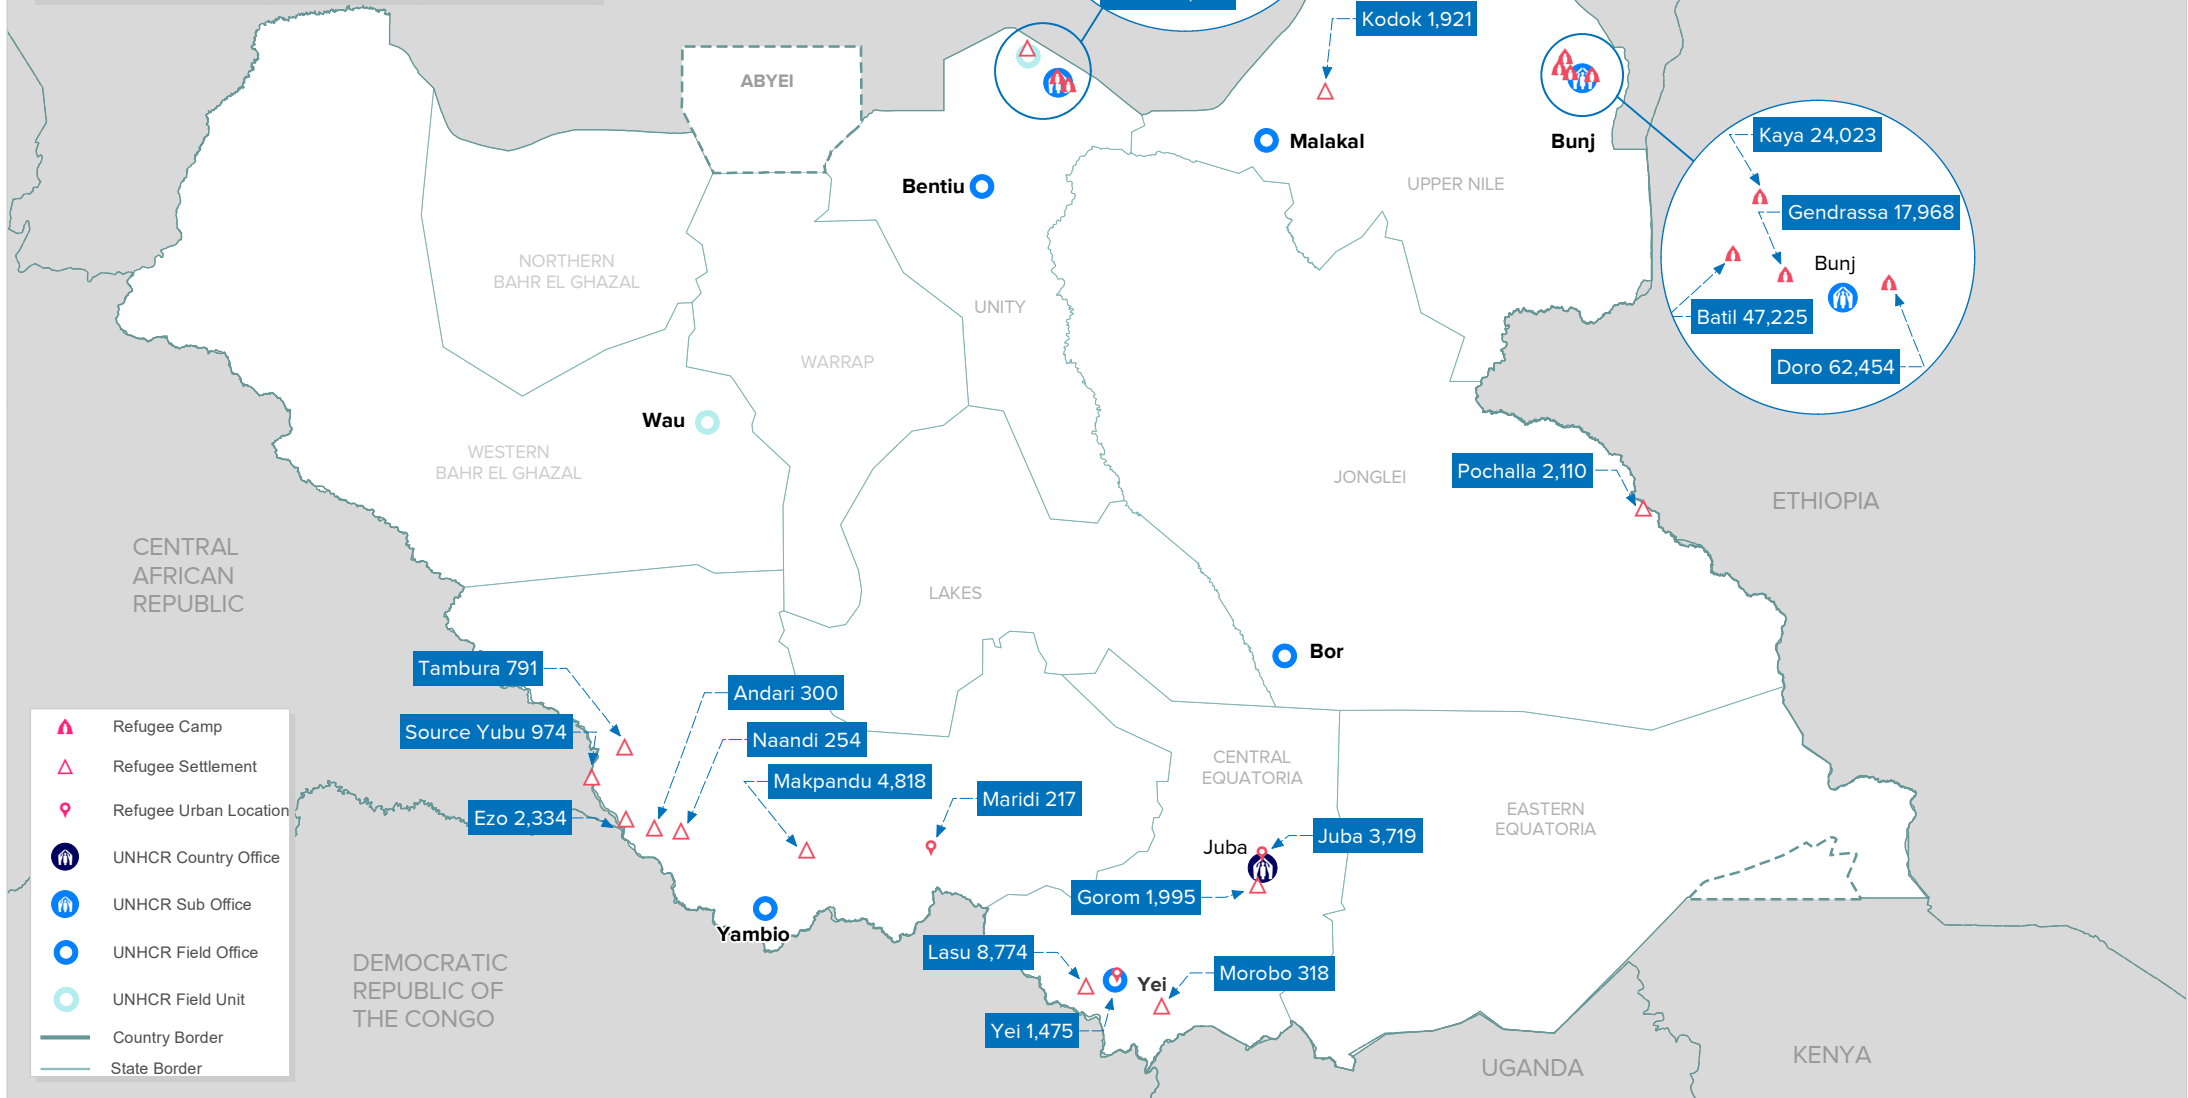 Kodok 1,921
ABYEI
Malakal
Bunj
Kaya 24,023
Bentiu
UPPER NILE
Gendrassa 17,968
NORTHERN
BAHR EL GHAZAL
Bunj
UNITY
Batil 47,225
WARRAP
Doro 62,454
Wau
WESTERN
BAHR EL GHAZAL
JONGLEI
Pochalla 2,110
ETHIOPIA
CENTRAL
AFRICAN
REPUBLIC
LAKES
Bor
Tambura 791
Andari 300
Source Yubu 974
Naandi 254
Makpandu 4,818
Maridi 217
Ezo 2,334
CENTRAL
EQUATORIA
EASTERN
EQUATORIA
Juba
Juba 3,719
Gorom 1,995
Yambio
Lasu 8,774
Yei
Morobo 318
Yei 1,475
DEMOCRATIC
REPUBLIC OF
THE CONGO
UGANDA
KENYA
Refugee Camp
Refugee Settlement
Refugee Urban Location
UNHCR Country Office
UNHCR Sub Office
UNHCR Field Office
UNHCR Field Unit
Country Border
State Border